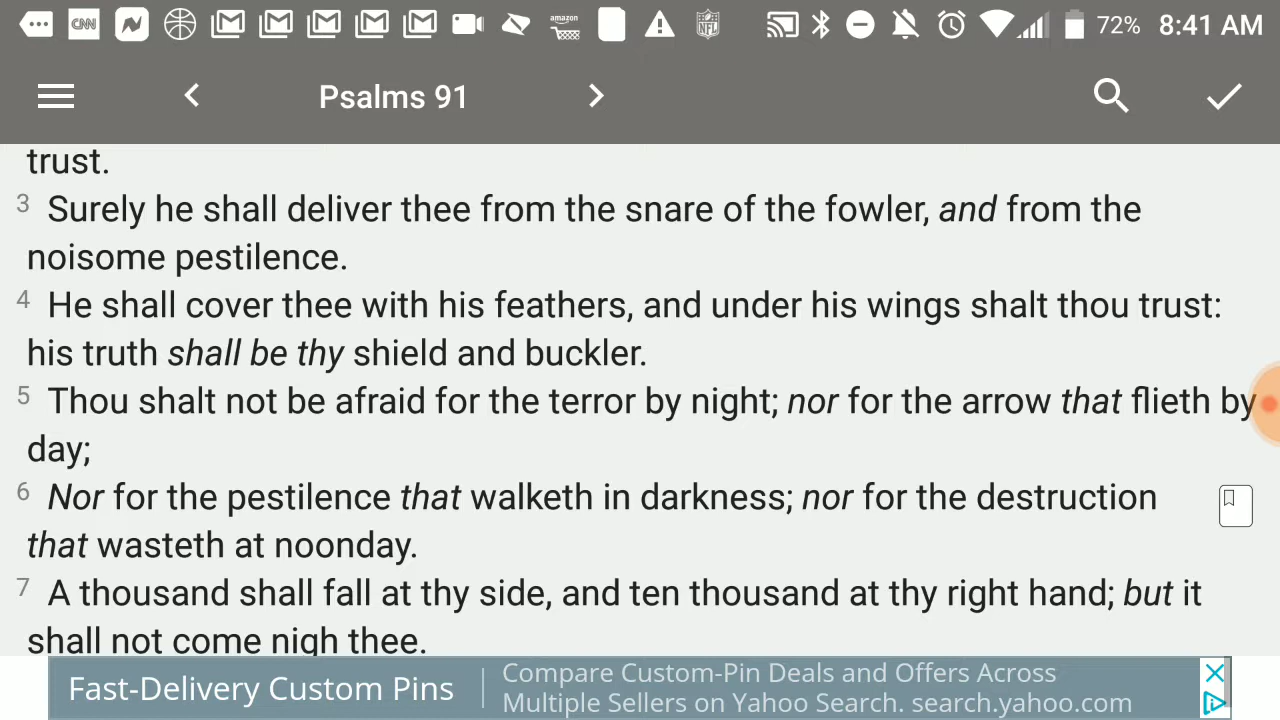 CNN
amazon
NFL
72% 8:41 AM
Psalms 91
trust.
3 Surely he shall deliver thee from the snare of the fowler, and from the
noisome pestilence.
4 He shall cover thee with his feathers, and under his wings shalt thou trust:
his truth shall be thy shield and buckler.
5 Thou shalt not be afraid for the terror by night; nor for the arrow that flieth by
day;
6 Nor for the pestilence that walketh in darkness; nor for the destruction
that wasteth at noonday.
7 A thousand shall fall at thy side, and ten thousand at thy right hand; but it
shall not come nigh thee.
Fast-Delivery Custom Pins
Compare Custom-Pin Deals and Offers Across
Multiple Sellers on Yahoo Search. search.yahoo.com